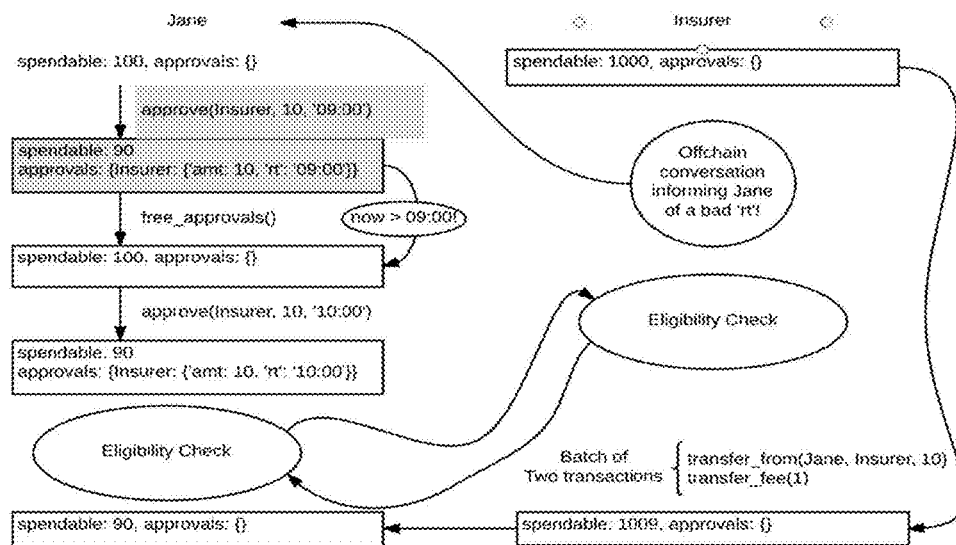 Jane
Insurer
spendable: 100, approvals: {}
spendable: 1000, approvals: {}
approve(Insurer, 10, '09:00')
spendable: 90
approvals: {Insurer: {'amt: 10, 'rt': '09:00'}}
Offchain
conversation
informing Jane
of a bad 'rt'!
free_approvals()
now > 09:00!
spendable: 100, approvals: {}
approve(Insurer, 10, '10:00')
Eligibility Check
spendable: 90
approvals: {Insurer: {'amt: 10, 'rt': '10:00'}}
Eligibility Check
Batch of
Two transactions
transfer_from(Jane, Insurer, 10)
transfer_fee(1)
spendable: 90, approvals: {}
spendable: 1009, approvals: {}